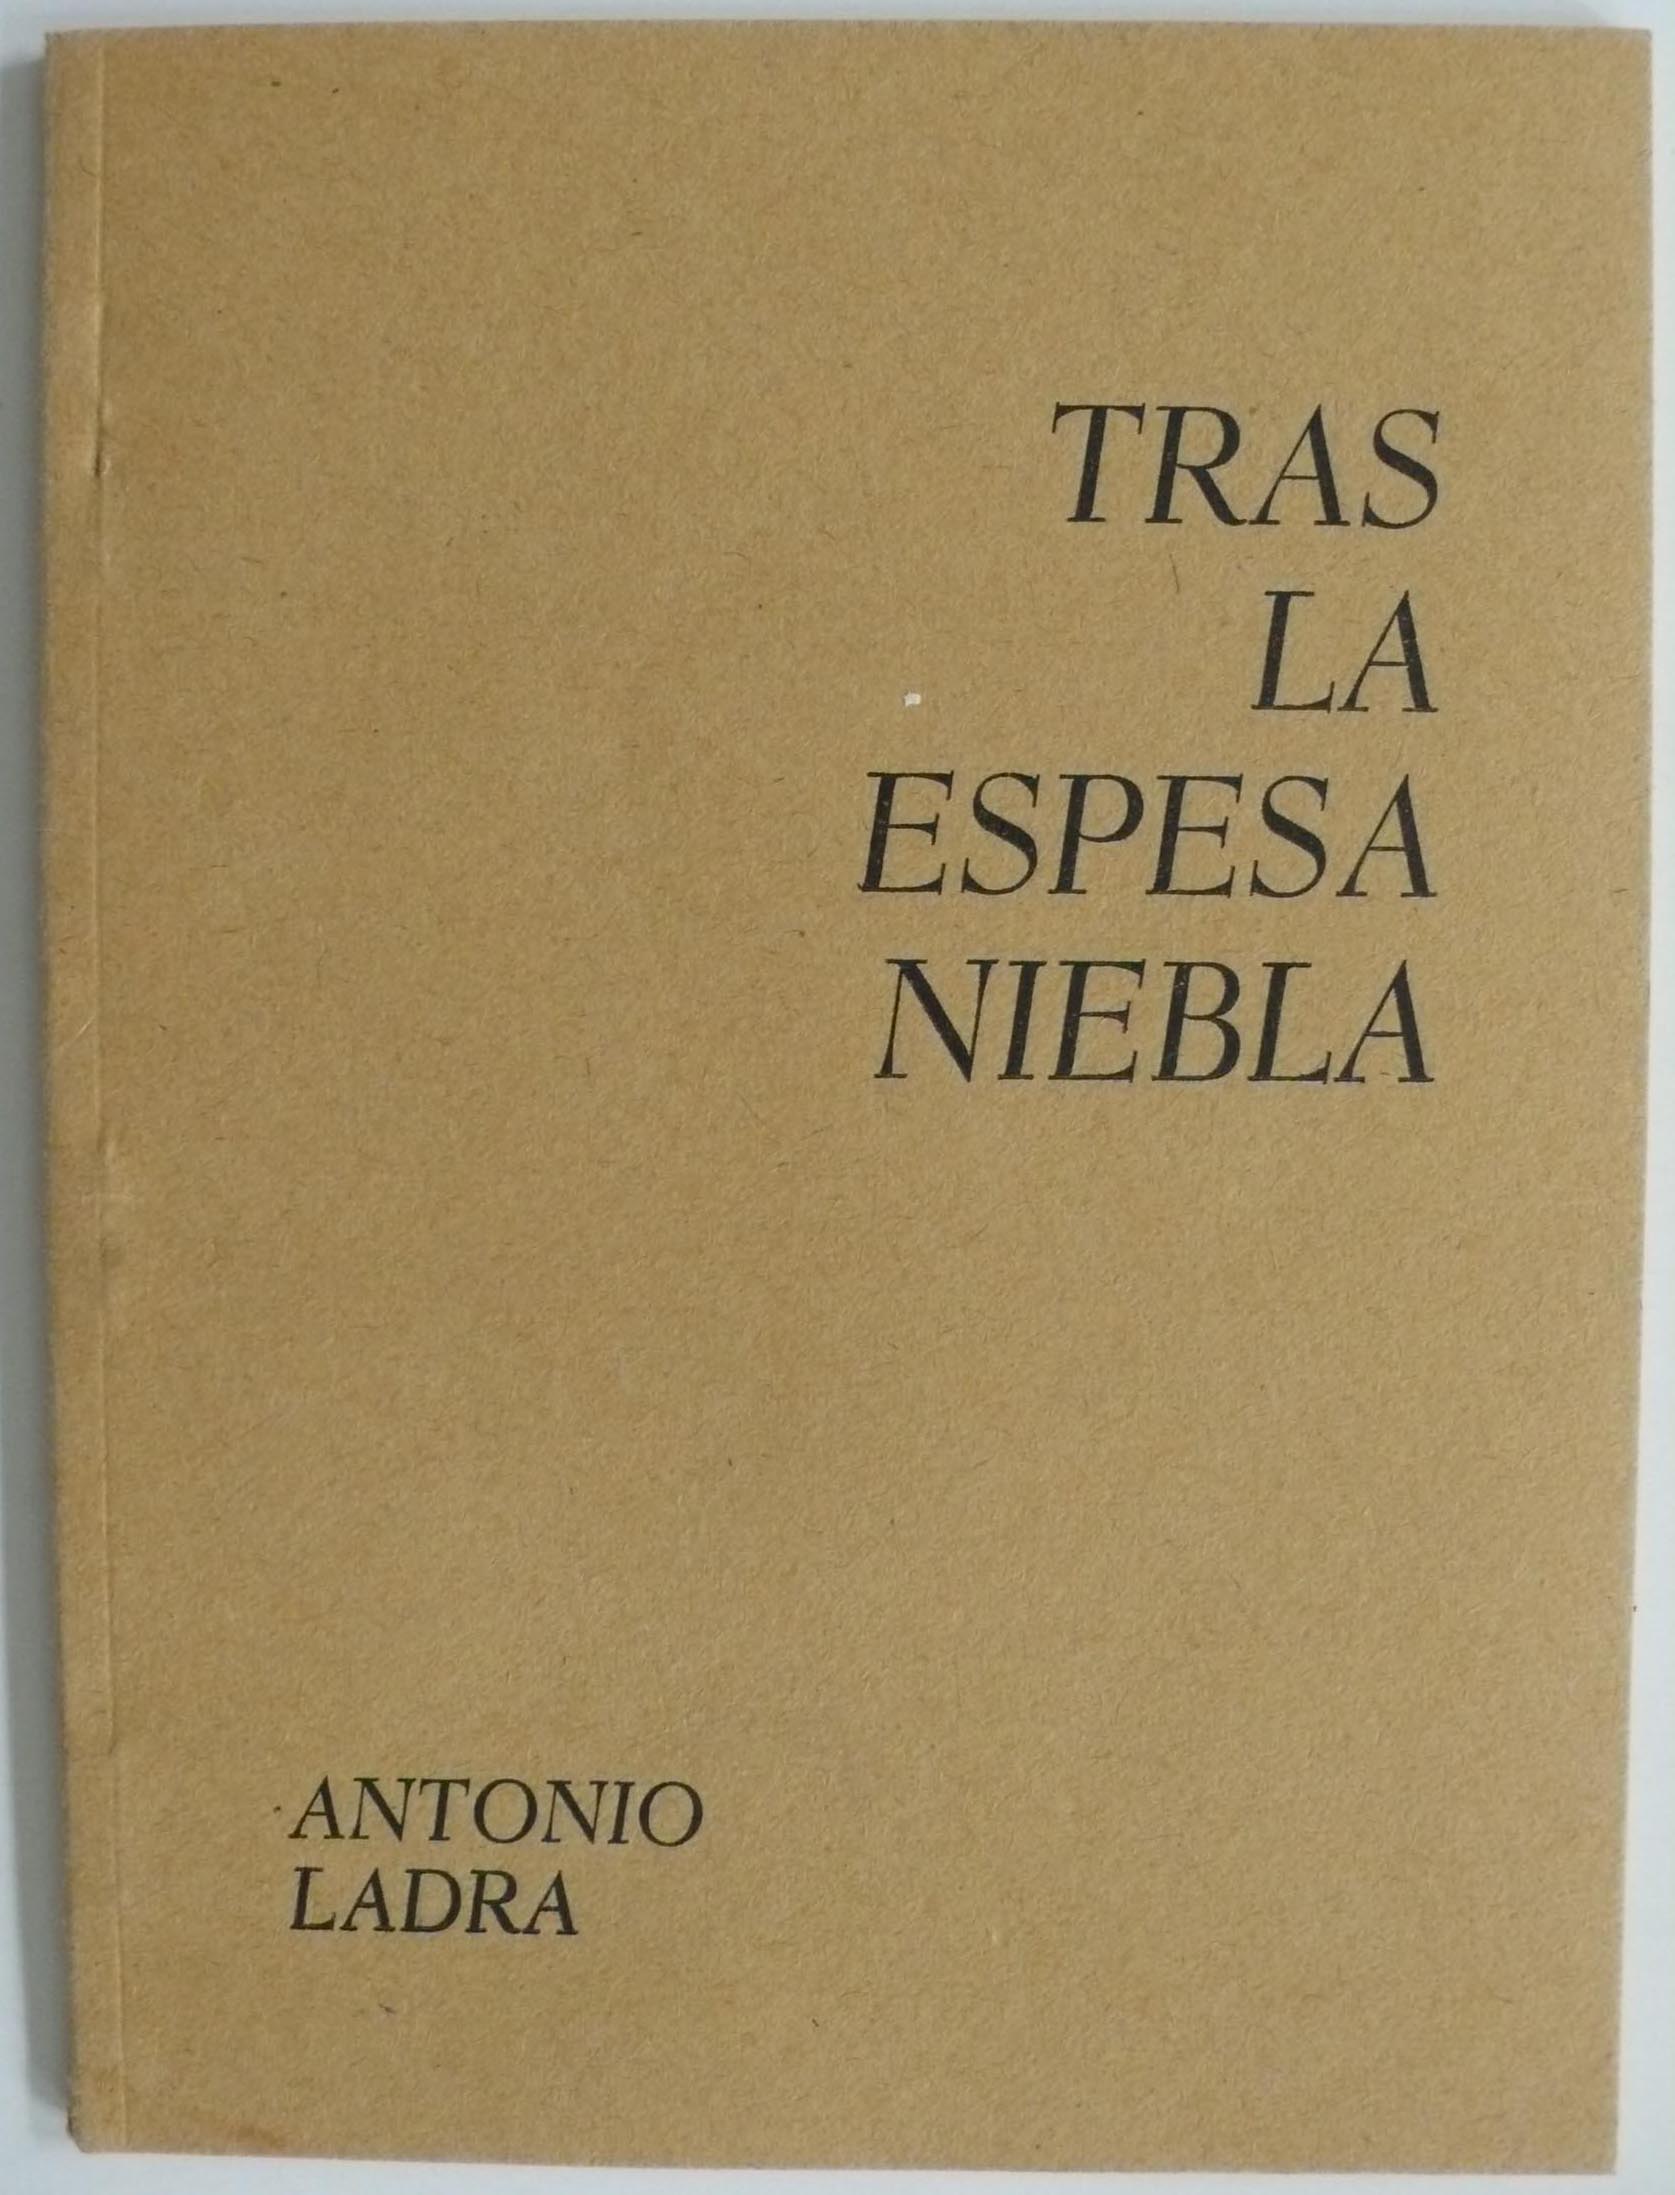 TRAS
LA
ESPESA
NIEBLA
ANTONIO
LADRA